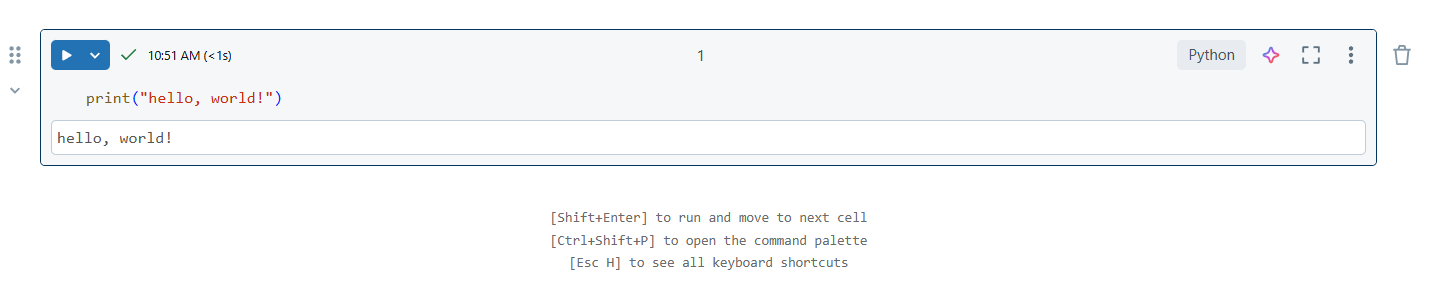 10:51 AM (<1s)
1
Python
print("hello, world!")
hello, world!
[Shift+Enter] to run and move to next cell
[Ctrl+Shift+P] to open the command palette
[Esc H] to see all keyboard shortcuts